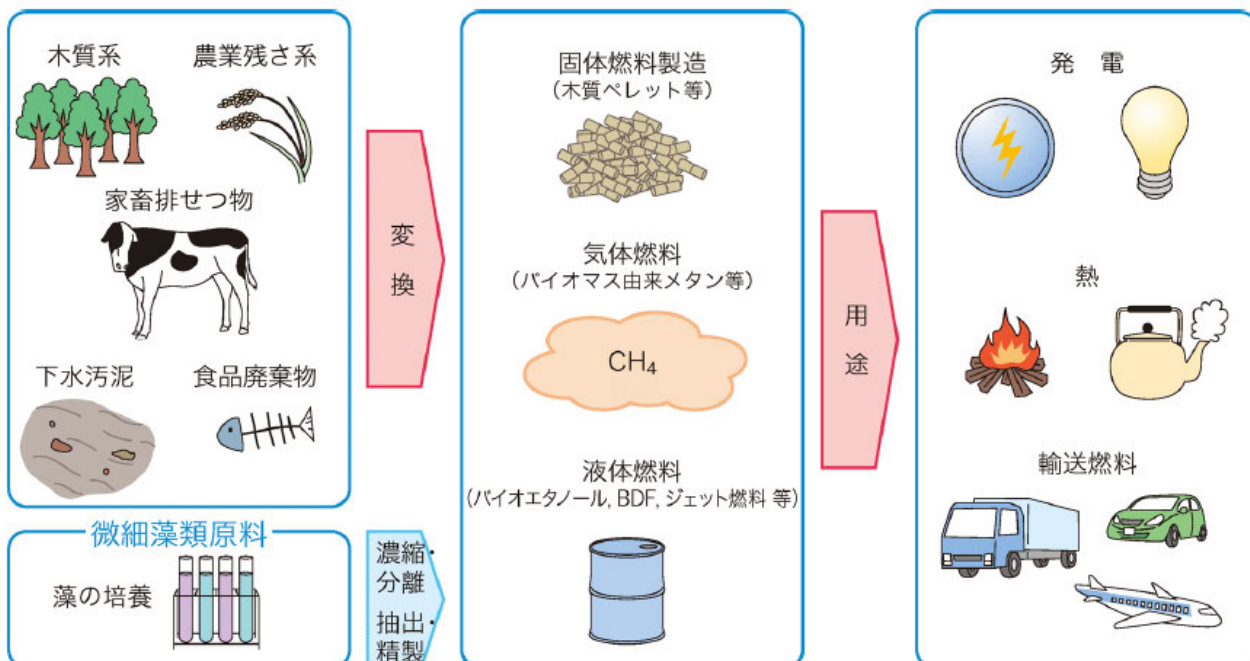 木質系
農業残さ系
家畜排せつ物
下水汚泥
食品廃棄物
微細藻類原料
藻の培養
変
換
濃縮・
分離
抽出・
精製
固体燃料製造
（木質ペレット等）
気体燃料
（バイオマス由来メタン等）
CH₄
液体燃料
（バイオエタノール, BDF, ジェット燃料 等）
用
途
発　電
熱
輸送燃料